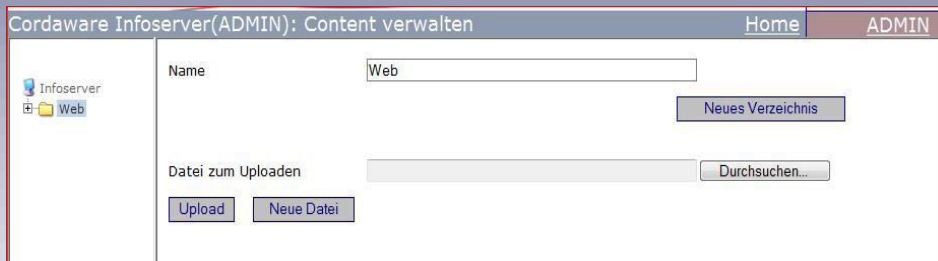 Cordaware Infoserver(ADMIN): Content verwalten Home ADMIN
Infoserver
Web
Name Web
Neues Verzeichnis
Datei zum Uploaden Durchsuchen...
Upload Neue Datei